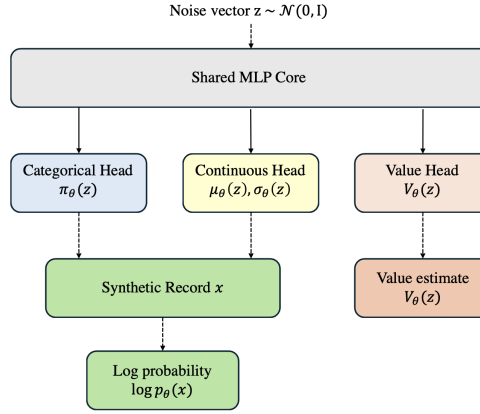 Noise vector z ~ 𝒩(0, I)
Shared MLP Core
Categorical Head
π_θ(z)
Continuous Head
μ_θ(z), σ_θ(z)
Value Head
V_θ(z)
Synthetic Record x
Value estimate
V_θ(z)
Log probability
log p_θ(x)